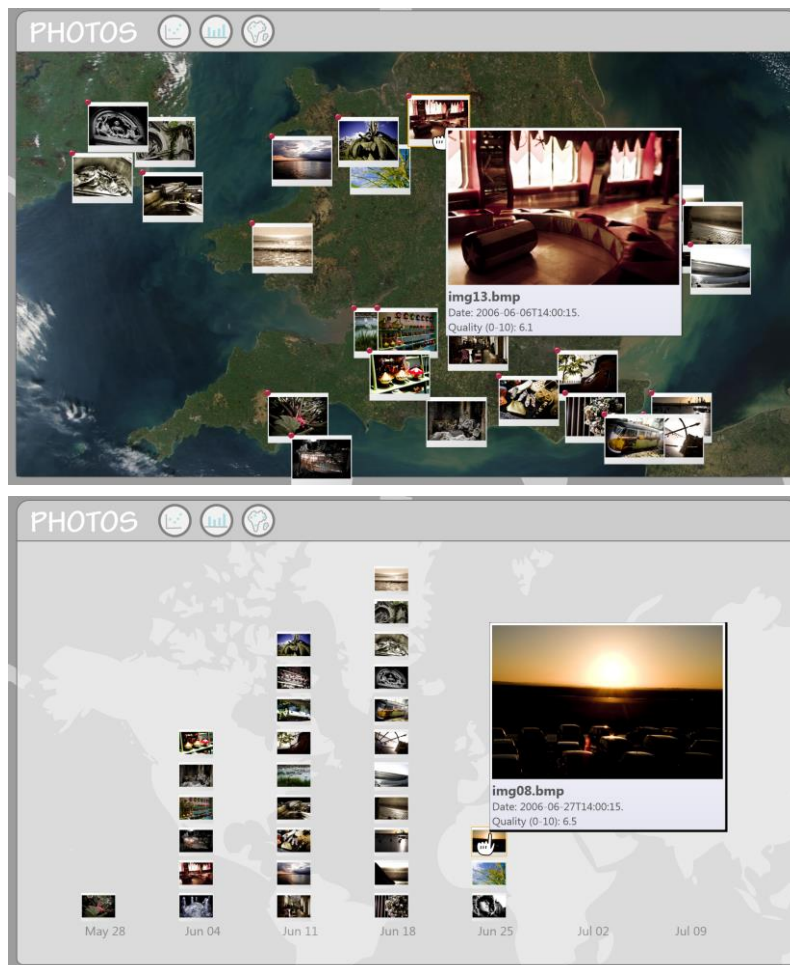 PHOTOS
img13.bmp
Date: 2006-06-06T14:00:15.
Quality (0-10): 6.1
PHOTOS
img08.bmp
Date: 2006-06-27T14:00:15.
Quality (0-10): 6.5
May 28 Jun 04 Jun 11 Jun 18 Jun 25 Jul 02 Jul 09